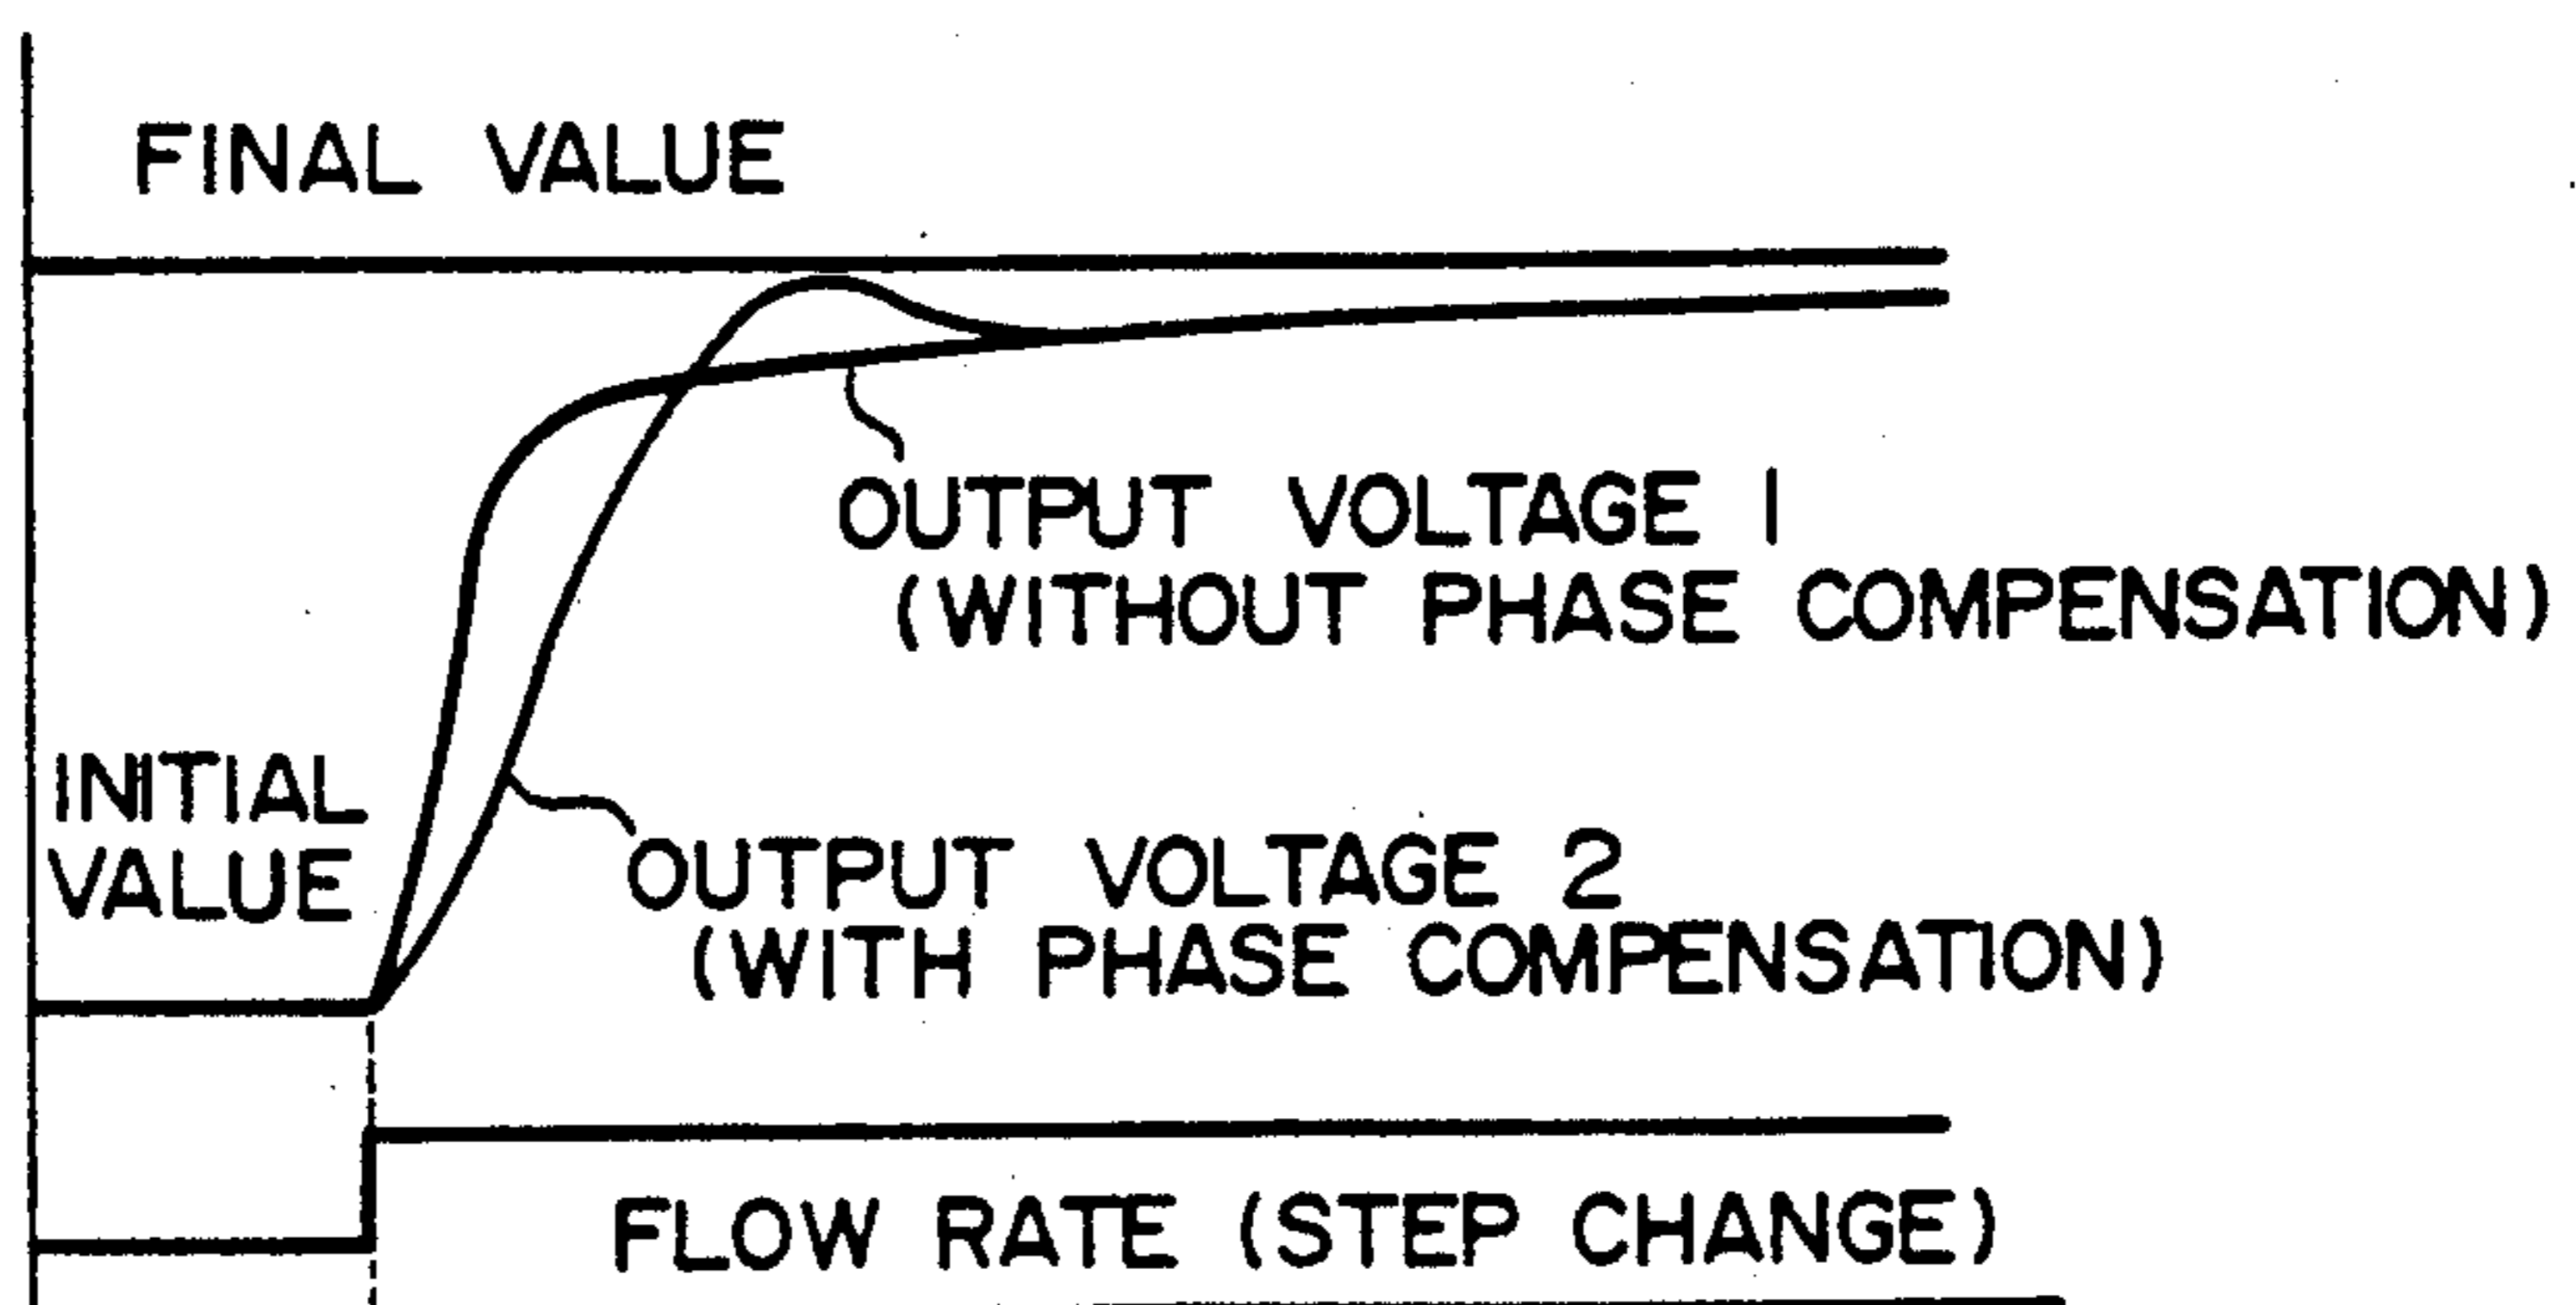 FINAL VALUE
OUTPUT VOLTAGE 1
(WITHOUT PHASE COMPENSATION)
INITIAL
VALUE
OUTPUT VOLTAGE 2
(WITH PHASE COMPENSATION)
FLOW RATE (STEP CHANGE)